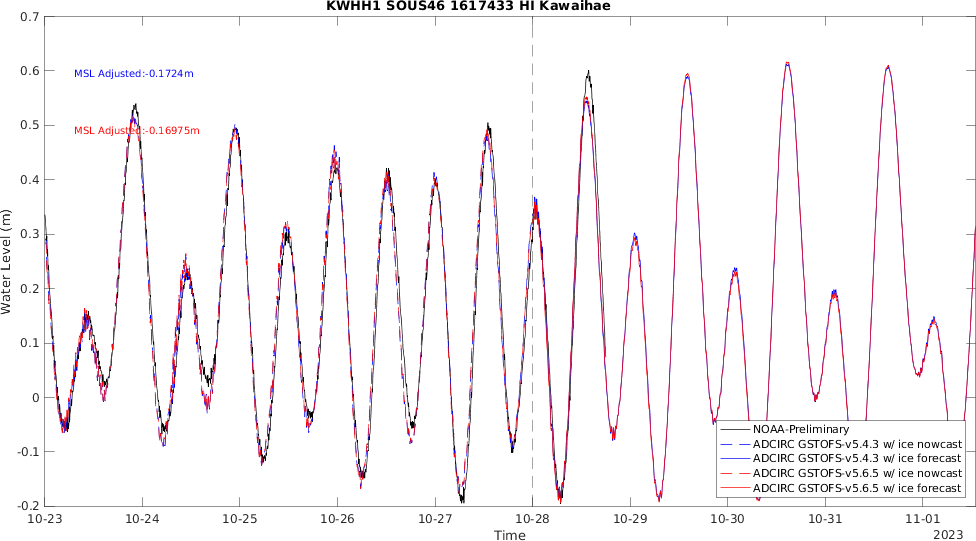 KWHH1 SOUS46 1617433 HI Kawaihae
0.7
0.6
0.5
0.4
0.3
0.2
0.1
0
-0.1
-0.2
Water Level (m)
MSL Adjusted:-0.1724m
MSL Adjusted:-0.16975m
NOAA-Preliminary
ADCIRC GSTOFS-v5.4.3 w/ ice nowcast
ADCIRC GSTOFS-v5.4.3 w/ ice forecast
ADCIRC GSTOFS-v5.6.5 w/ ice nowcast
ADCIRC GSTOFS-v5.6.5 w/ ice forecast
10-23 10-24 10-25 10-26 10-27 10-28 10-29 10-30 10-31 11-01
Time
2023